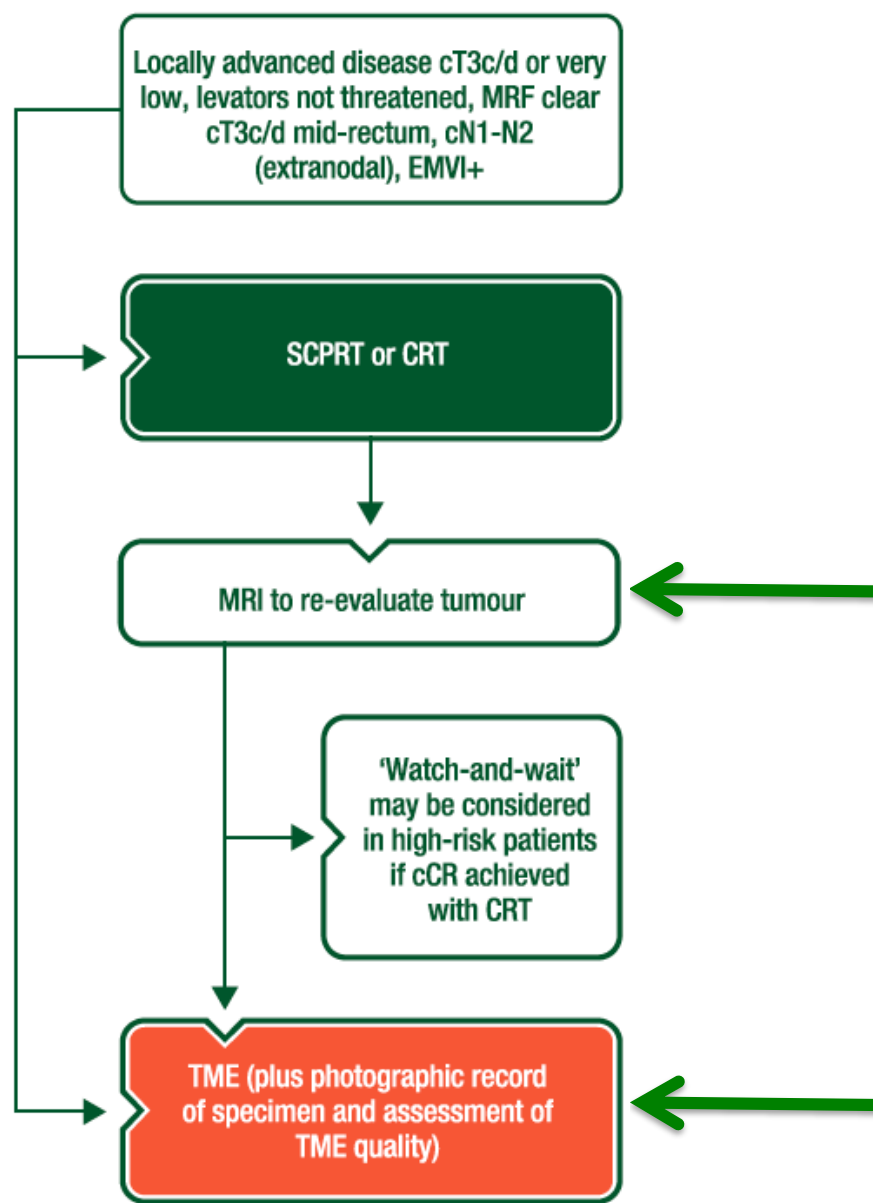 Locally advanced disease cT3c/d or very
low, levators not threatened, MRF clear
cT3c/d mid-rectum, cN1-N2
(extranodal), EMVI+
SCPRT or CRT
MRI to re-evaluate tumour
‘Watch-and-wait’
may be considered
in high-risk patients
if cCR achieved
with CRT
TME (plus photographic record
of specimen and assessment of
TME quality)